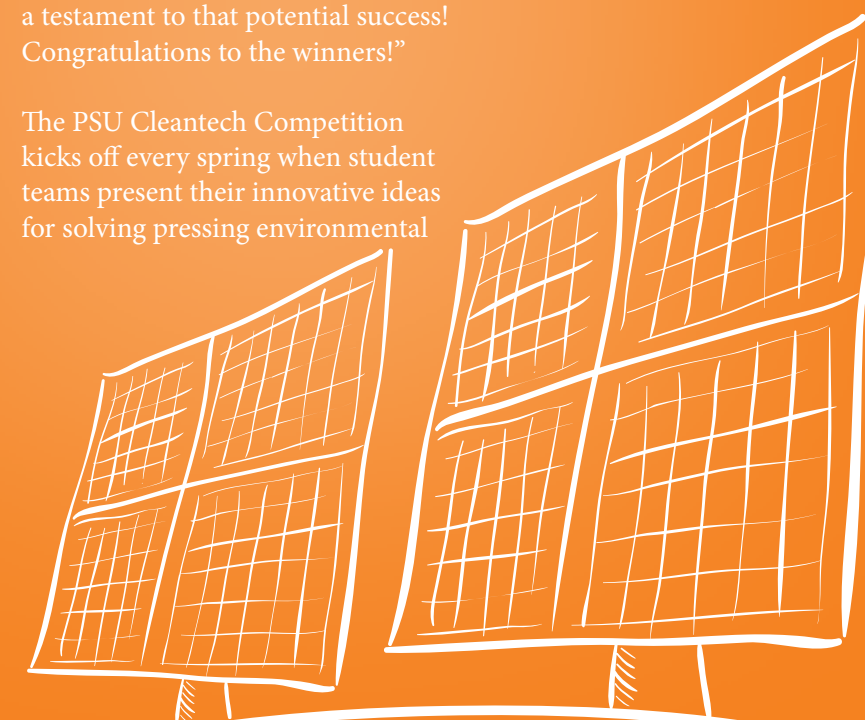 a testament to that potential success!
Congratulations to the winners!”
The PSU Cleantech Competition
kicks off every spring when student
teams present their innovative ideas
for solving pressing environmental